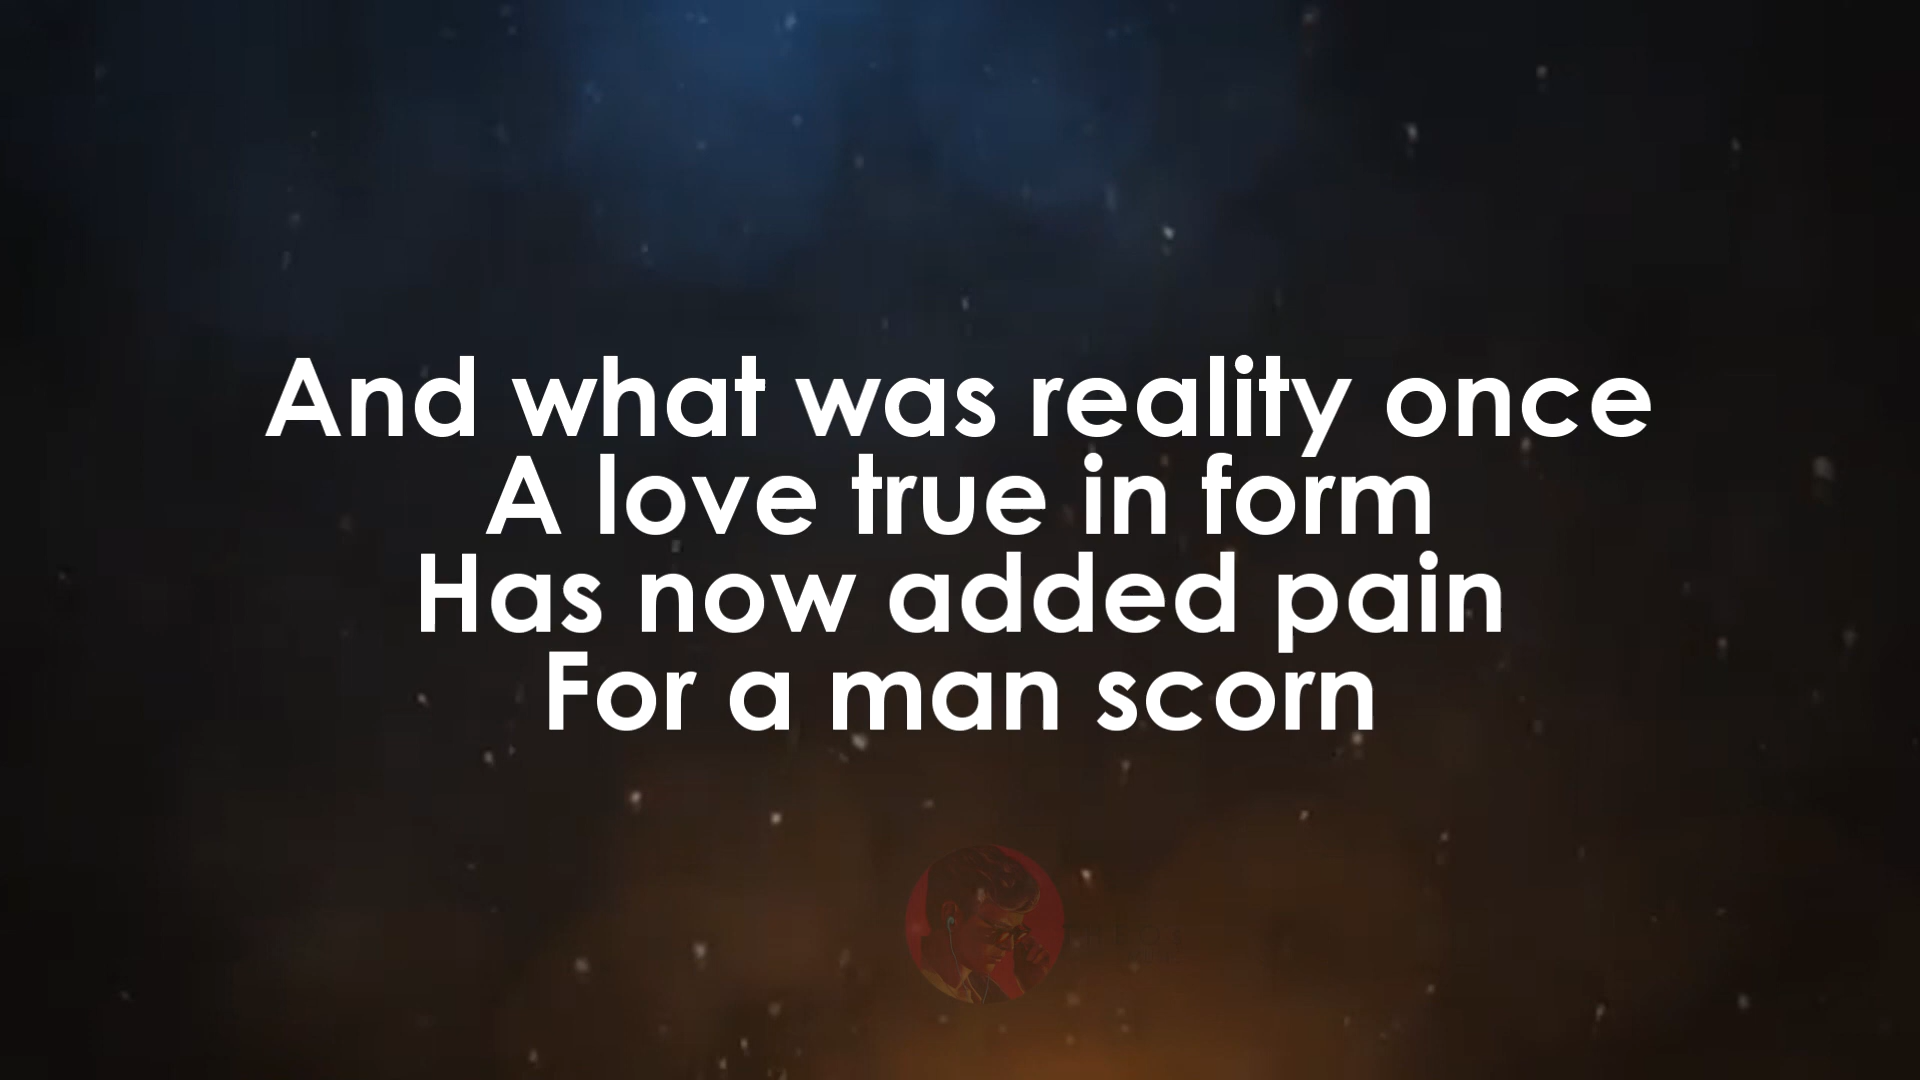 And what was reality once
A love true in form
Has now added pain
For a man scorn